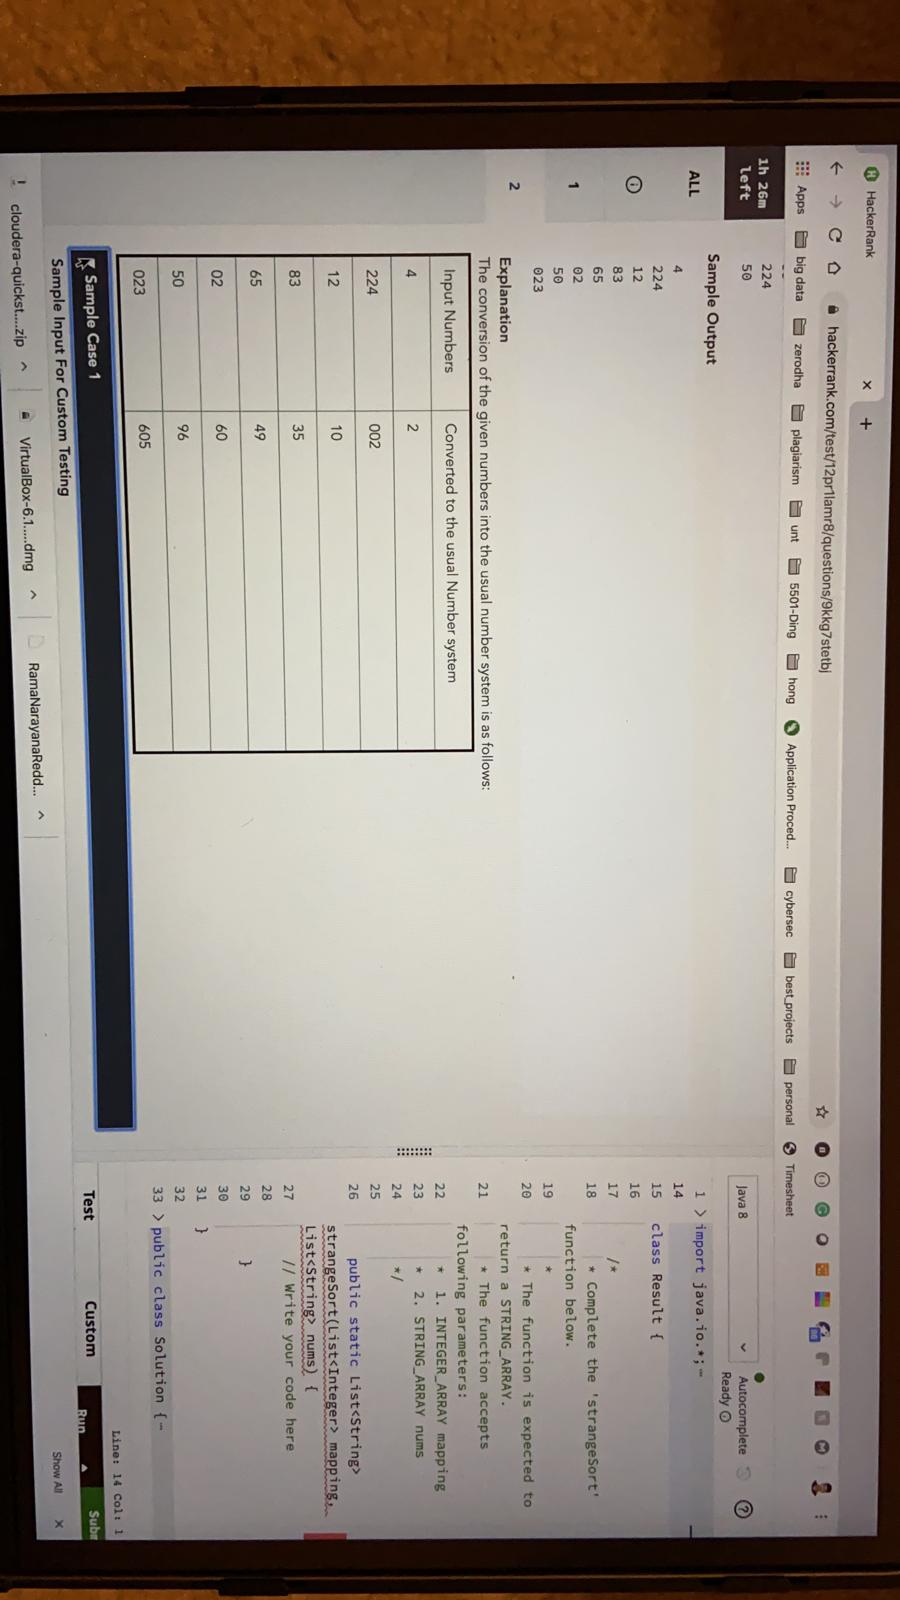 HackerRank
hackerrank.com/test/12pr1lamr8/questions/9kkg7stetbj
Apps big data zerodha plagiarism unt 5501-Ding hong Application Proced... cybersec best_projects personal Timesheet
1h 26m
left
ALL
1
2
224
50
Sample Output
4
224
12
83
65
02
50
023
Explanation
The conversion of the given numbers into the usual number system is as follows:
Input Numbers Converted to the usual Number system
4 2
224 002
12 10
83 35
65 49
02 60
50 96
023 605
Sample Case 1
Sample Input For Custom Testing
Java 8
Autocomplete
Ready
1 > import java.io.*;
14
15 class Result {
16
17 /*
18 * Complete the 'strangeSort'
function below.
19 *
20 * The function is expected to
return a STRING_ARRAY.
21 * The function accepts
following parameters:
22 * 1. INTEGER_ARRAY mapping
23 * 2. STRING_ARRAY nums
24 */
25
26 public static List<String>
strangeSort(List<Integer> mapping,
List<String> nums) {
27 // Write your code here
28
29 }
30
31 }
32
33 > public class Solution {
Line: 14 Col: 1
Test Custom Run
cloudera-quickst....zip VirtualBox-6.1.....dmg RamaNarayanaRedd... Show All